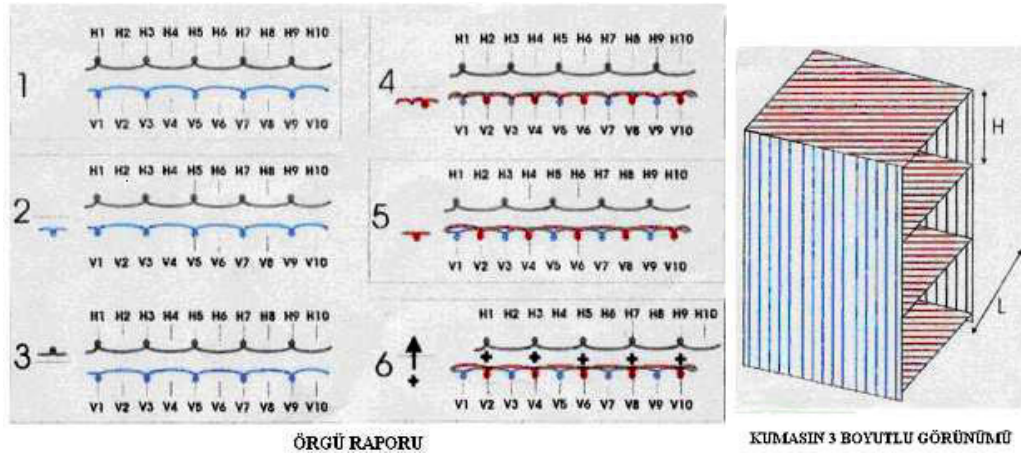 1
H1 H2 H3 H4 H5 H6 H7 H8 H9 H10
V1 V2 V3 V4 V5 V6 V7 V8 V9 V10
2
H1 H2 H3 H4 H5 H6 H7 H8 H9 H10
V1 V2 V3 V4 V5 V6 V7 V8 V9 V10
3
H1 H2 H3 H4 H5 H6 H7 H8 H9 H10
V1 V2 V3 V4 V5 V6 V7 V8 V9 V10
4
H1 H2 H3 H4 H5 H6 H7 H8 H9 H10
V1 V2 V3 V4 V5 V6 V7 V8 V9 V10
5
H1 H2 H3 H4 H5 H6 H7 H8 H9 H10
V1 V2 V3 V4 V5 V6 V7 V8 V9 V10
6
H1 H2 H3 H4 H5 H6 H7 H8 H9 H10
V1 V2 V3 V4 V5 V6 V7 V8 V9 V10
ÖRGÜ RAPORU
H
L
KUMASIN 3 BOYUTLU GÖRÜNÜMÜ